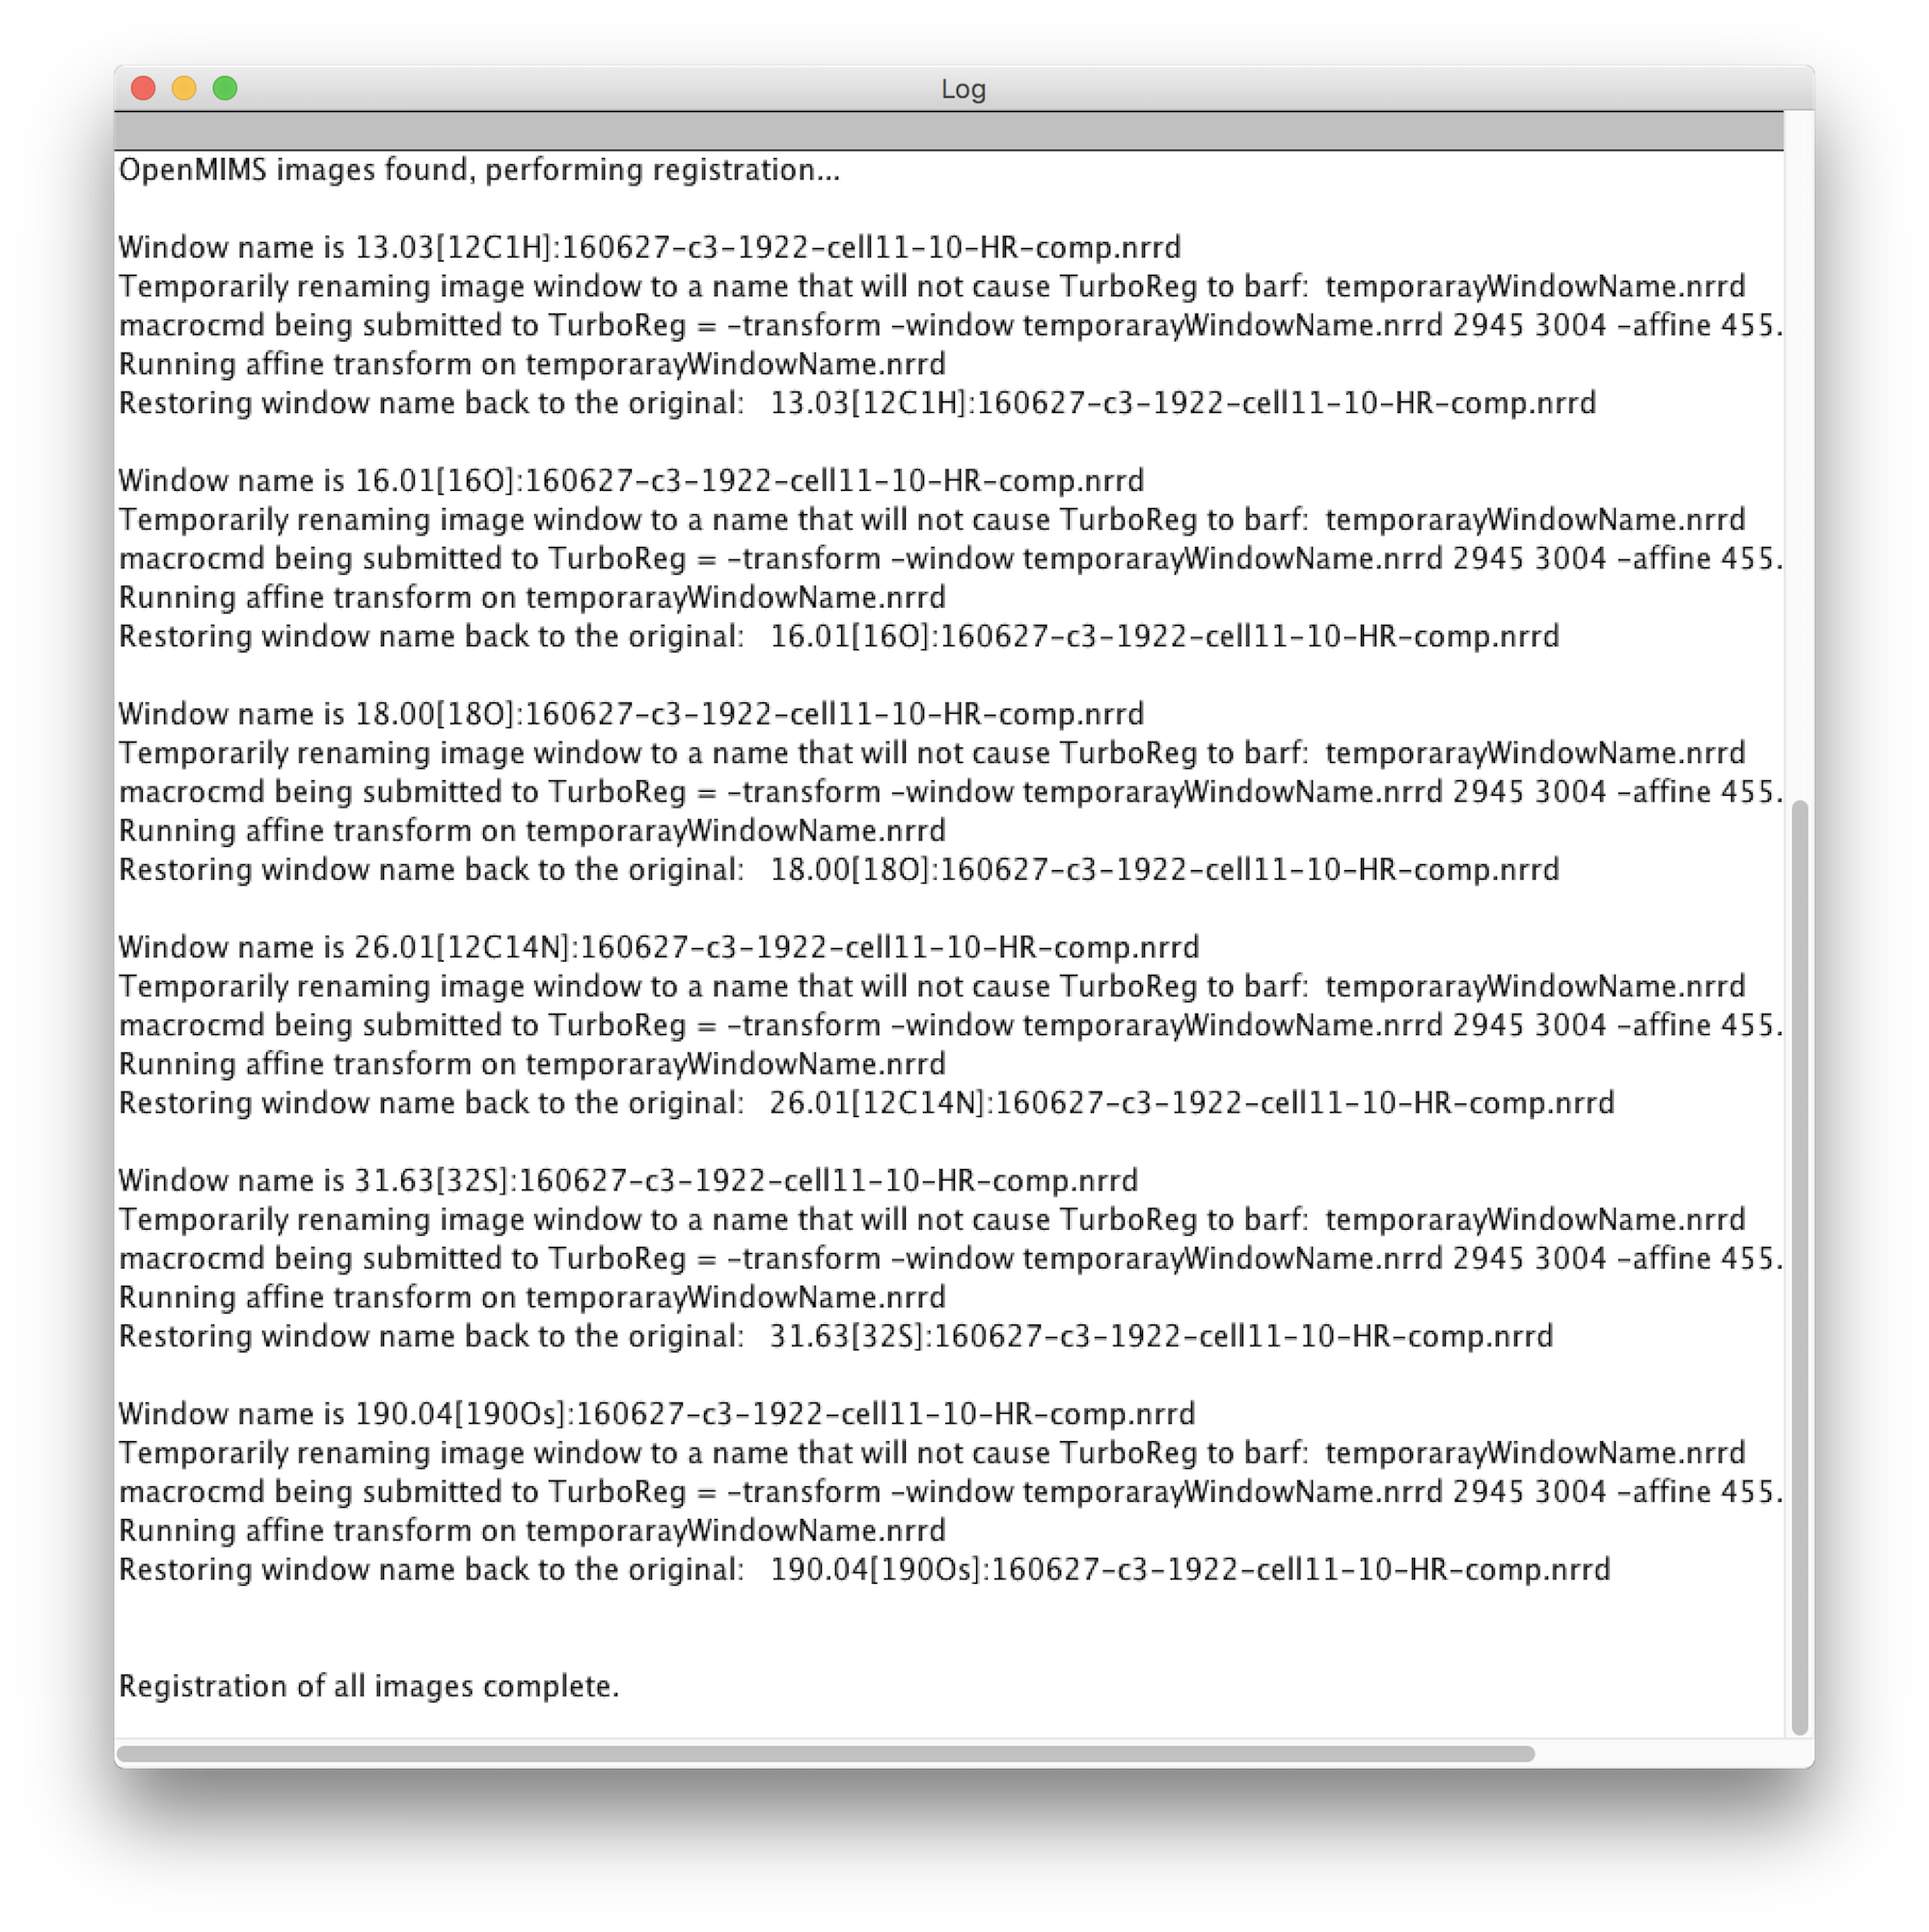 Log
OpenMIMS images found, performing registration...
Window name is 13.03[12C1H]:160627-c3-1922-cell11-10-HR-comp.nrrd
Temporarily renaming image window to a name that will not cause TurboReg to barf:  temporarayWindowName.nrrd
macrocmd being submitted to TurboReg = -transform -window temporarayWindowName.nrrd 2945 3004 -affine 455.
Running affine transform on temporarayWindowName.nrrd
Restoring window name back to the original:   13.03[12C1H]:160627-c3-1922-cell11-10-HR-comp.nrrd
Window name is 16.01[16O]:160627-c3-1922-cell11-10-HR-comp.nrrd
Temporarily renaming image window to a name that will not cause TurboReg to barf:  temporarayWindowName.nrrd
macrocmd being submitted to TurboReg = -transform -window temporarayWindowName.nrrd 2945 3004 -affine 455.
Running affine transform on temporarayWindowName.nrrd
Restoring window name back to the original:   16.01[16O]:160627-c3-1922-cell11-10-HR-comp.nrrd
Window name is 18.00[18O]:160627-c3-1922-cell11-10-HR-comp.nrrd
Temporarily renaming image window to a name that will not cause TurboReg to barf:  temporarayWindowName.nrrd
macrocmd being submitted to TurboReg = -transform -window temporarayWindowName.nrrd 2945 3004 -affine 455.
Running affine transform on temporarayWindowName.nrrd
Restoring window name back to the original:   18.00[18O]:160627-c3-1922-cell11-10-HR-comp.nrrd
Window name is 26.01[12C14N]:160627-c3-1922-cell11-10-HR-comp.nrrd
Temporarily renaming image window to a name that will not cause TurboReg to barf:  temporarayWindowName.nrrd
macrocmd being submitted to TurboReg = -transform -window temporarayWindowName.nrrd 2945 3004 -affine 455.
Running affine transform on temporarayWindowName.nrrd
Restoring window name back to the original:   26.01[12C14N]:160627-c3-1922-cell11-10-HR-comp.nrrd
Window name is 31.63[32S]:160627-c3-1922-cell11-10-HR-comp.nrrd
Temporarily renaming image window to a name that will not cause TurboReg to barf:  temporarayWindowName.nrrd
macrocmd being submitted to TurboReg = -transform -window temporarayWindowName.nrrd 2945 3004 -affine 455.
Running affine transform on temporarayWindowName.nrrd
Restoring window name back to the original:   31.63[32S]:160627-c3-1922-cell11-10-HR-comp.nrrd
Window name is 190.04[190Os]:160627-c3-1922-cell11-10-HR-comp.nrrd
Temporarily renaming image window to a name that will not cause TurboReg to barf:  temporarayWindowName.nrrd
macrocmd being submitted to TurboReg = -transform -window temporarayWindowName.nrrd 2945 3004 -affine 455.
Running affine transform on temporarayWindowName.nrrd
Restoring window name back to the original:   190.04[190Os]:160627-c3-1922-cell11-10-HR-comp.nrrd
Registration of all images complete.